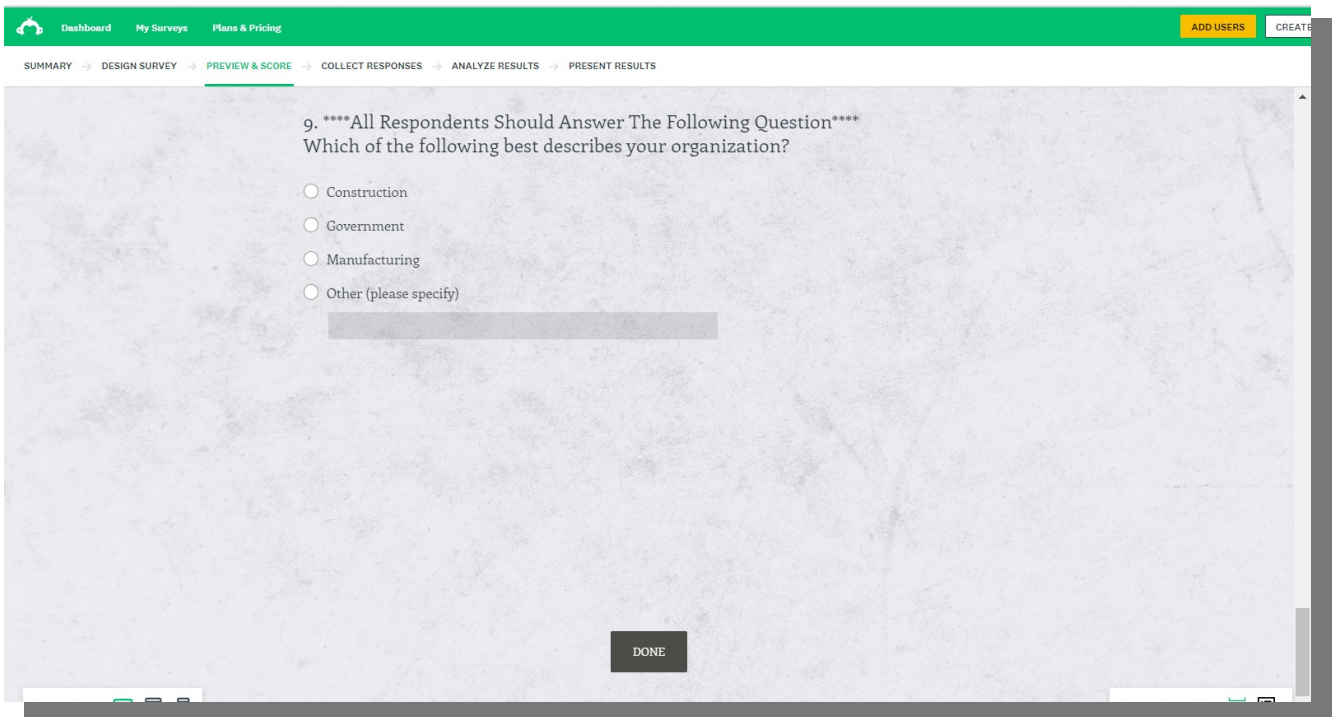 Dashboard My Surveys Plans & Pricing ADD USERS CREATE
SUMMARY → DESIGN SURVEY → PREVIEW & SCORE → COLLECT RESPONSES → ANALYZE RESULTS → PRESENT RESULTS
9. ****All Respondents Should Answer The Following Question****
Which of the following best describes your organization?
Construction
Government
Manufacturing
Other (please specify)
DONE